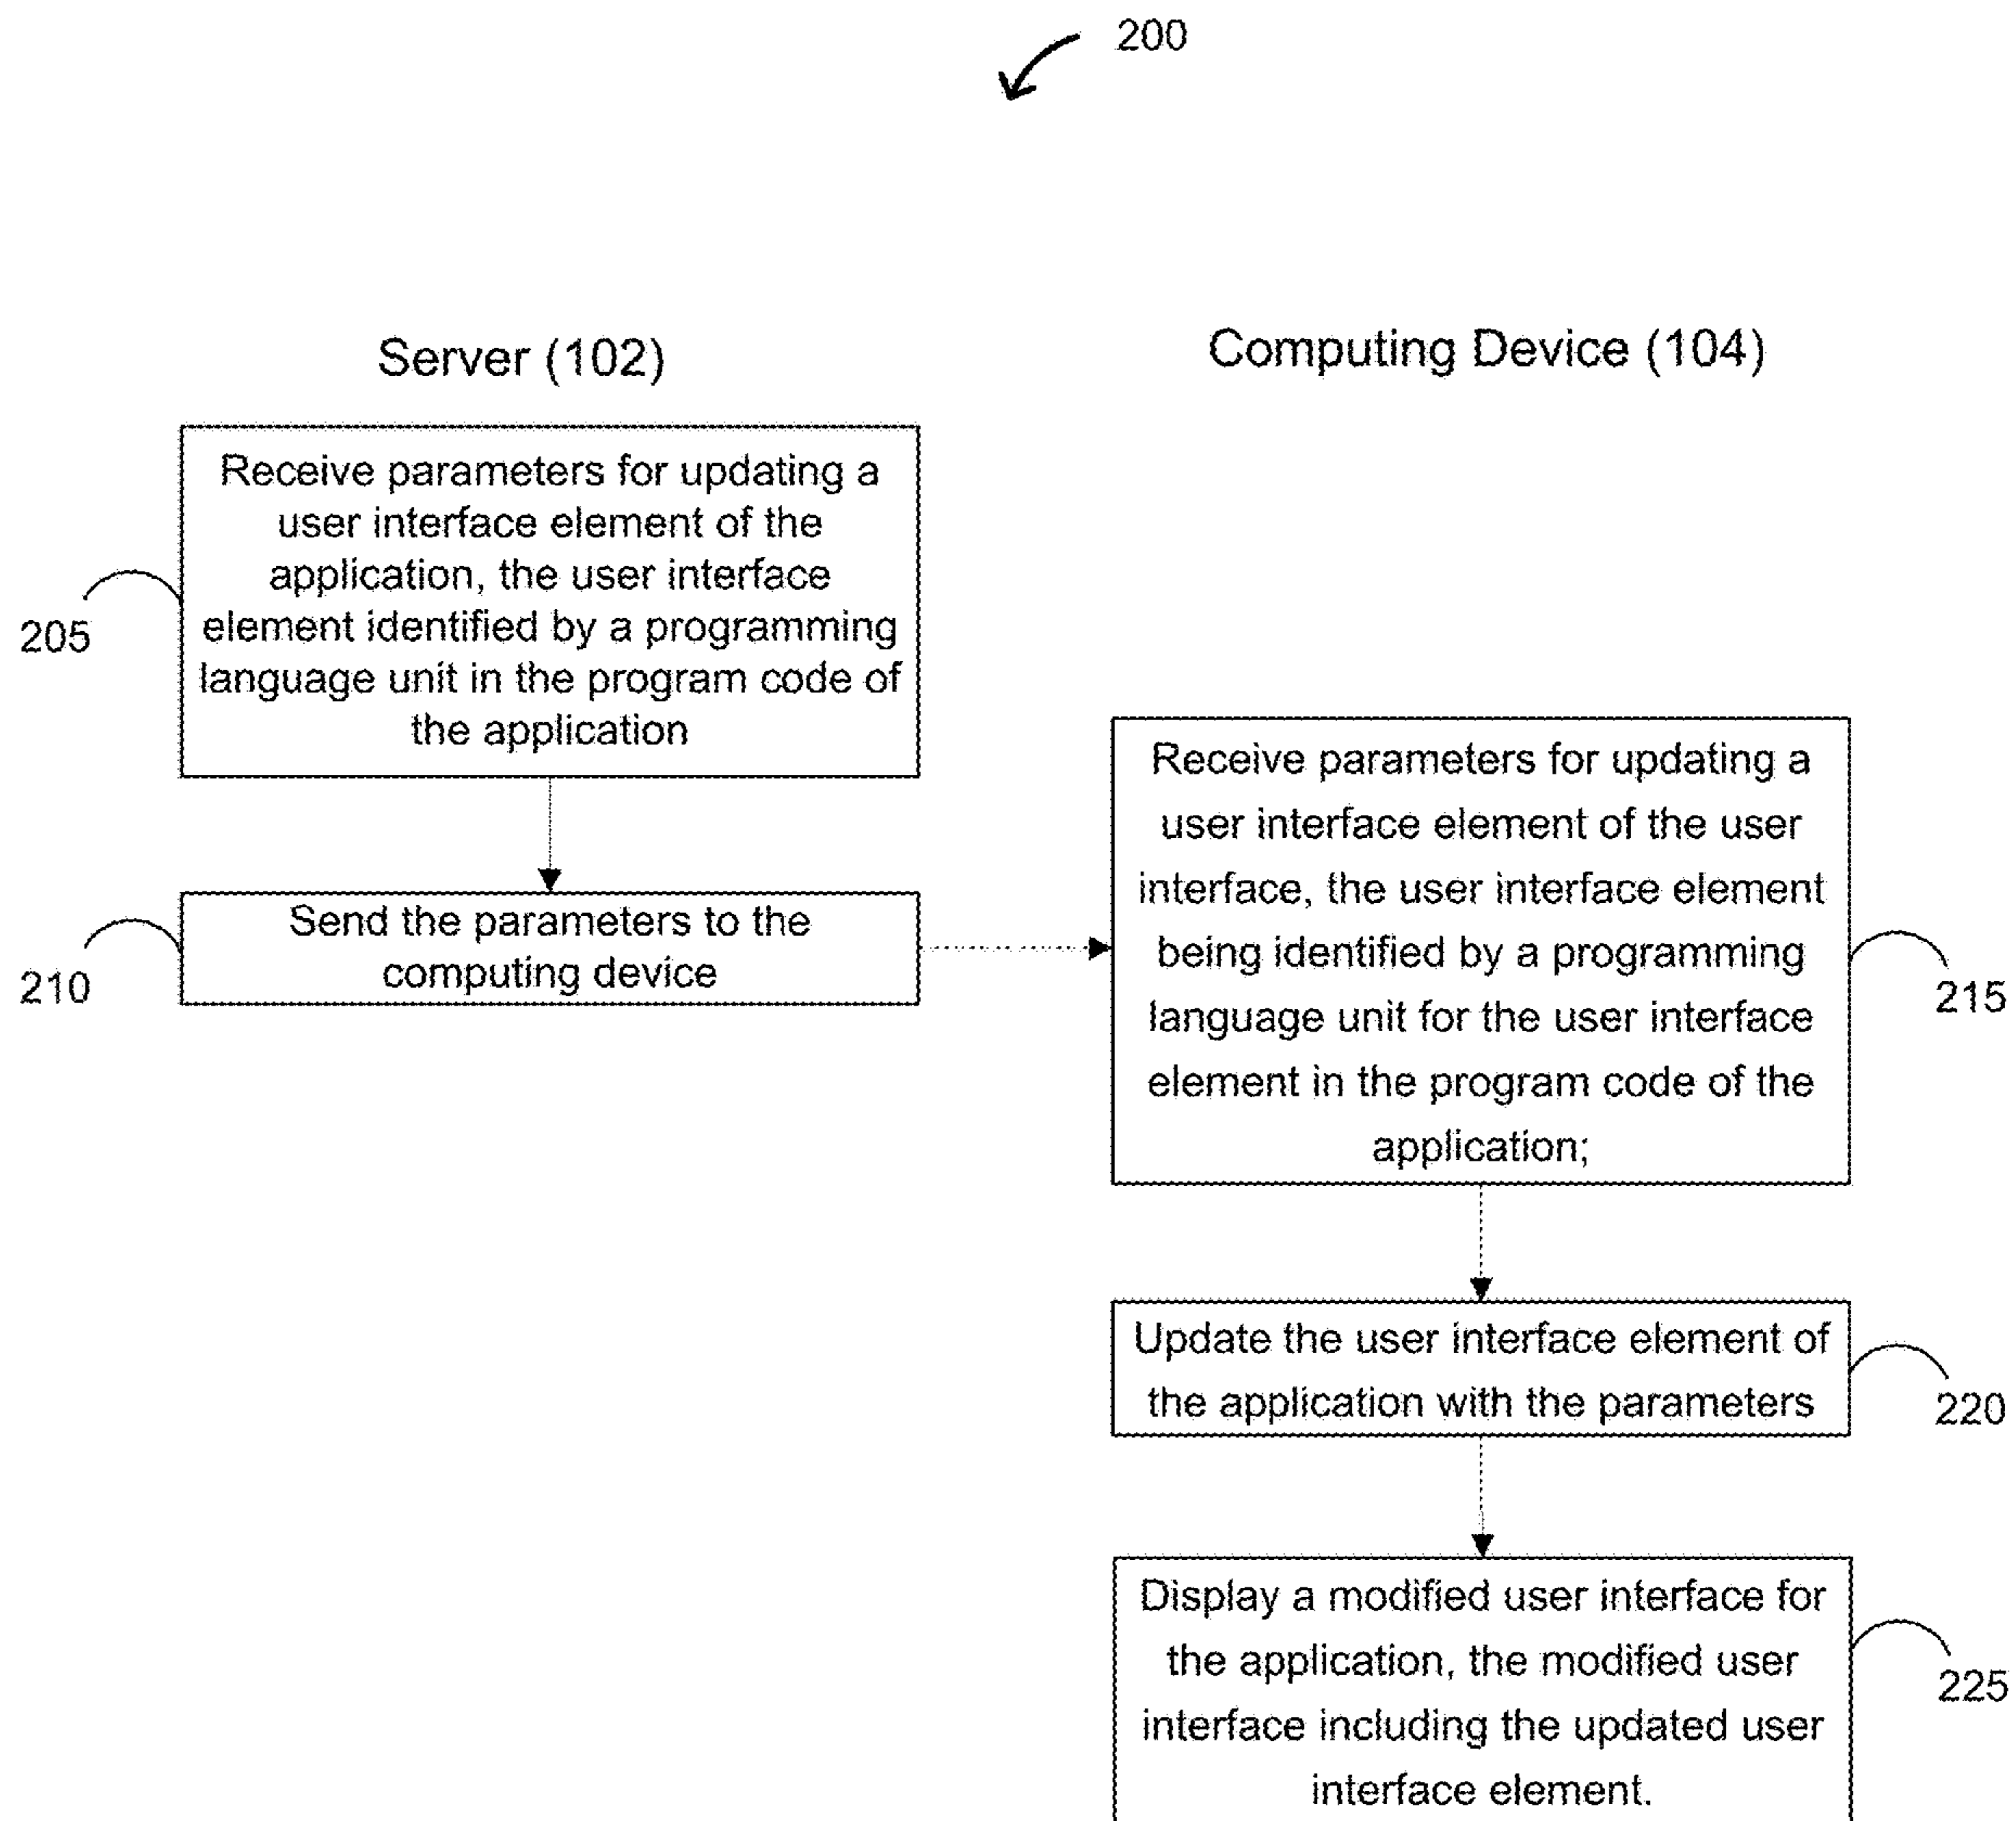 200
Server (102)
Computing Device (104)
Receive parameters for updating a
user interface element of the
application, the user interface
element identified by a programming
language unit in the program code of
the application
205
Send the parameters to the
computing device
210
Receive parameters for updating a
user interface element of the user
interface, the user interface element
being identified by a programming
language unit for the user interface
element in the program code of the
application;
215
Update the user interface element of
the application with the parameters
220
Display a modified user interface for
the application, the modified user
interface including the updated user
interface element.
225